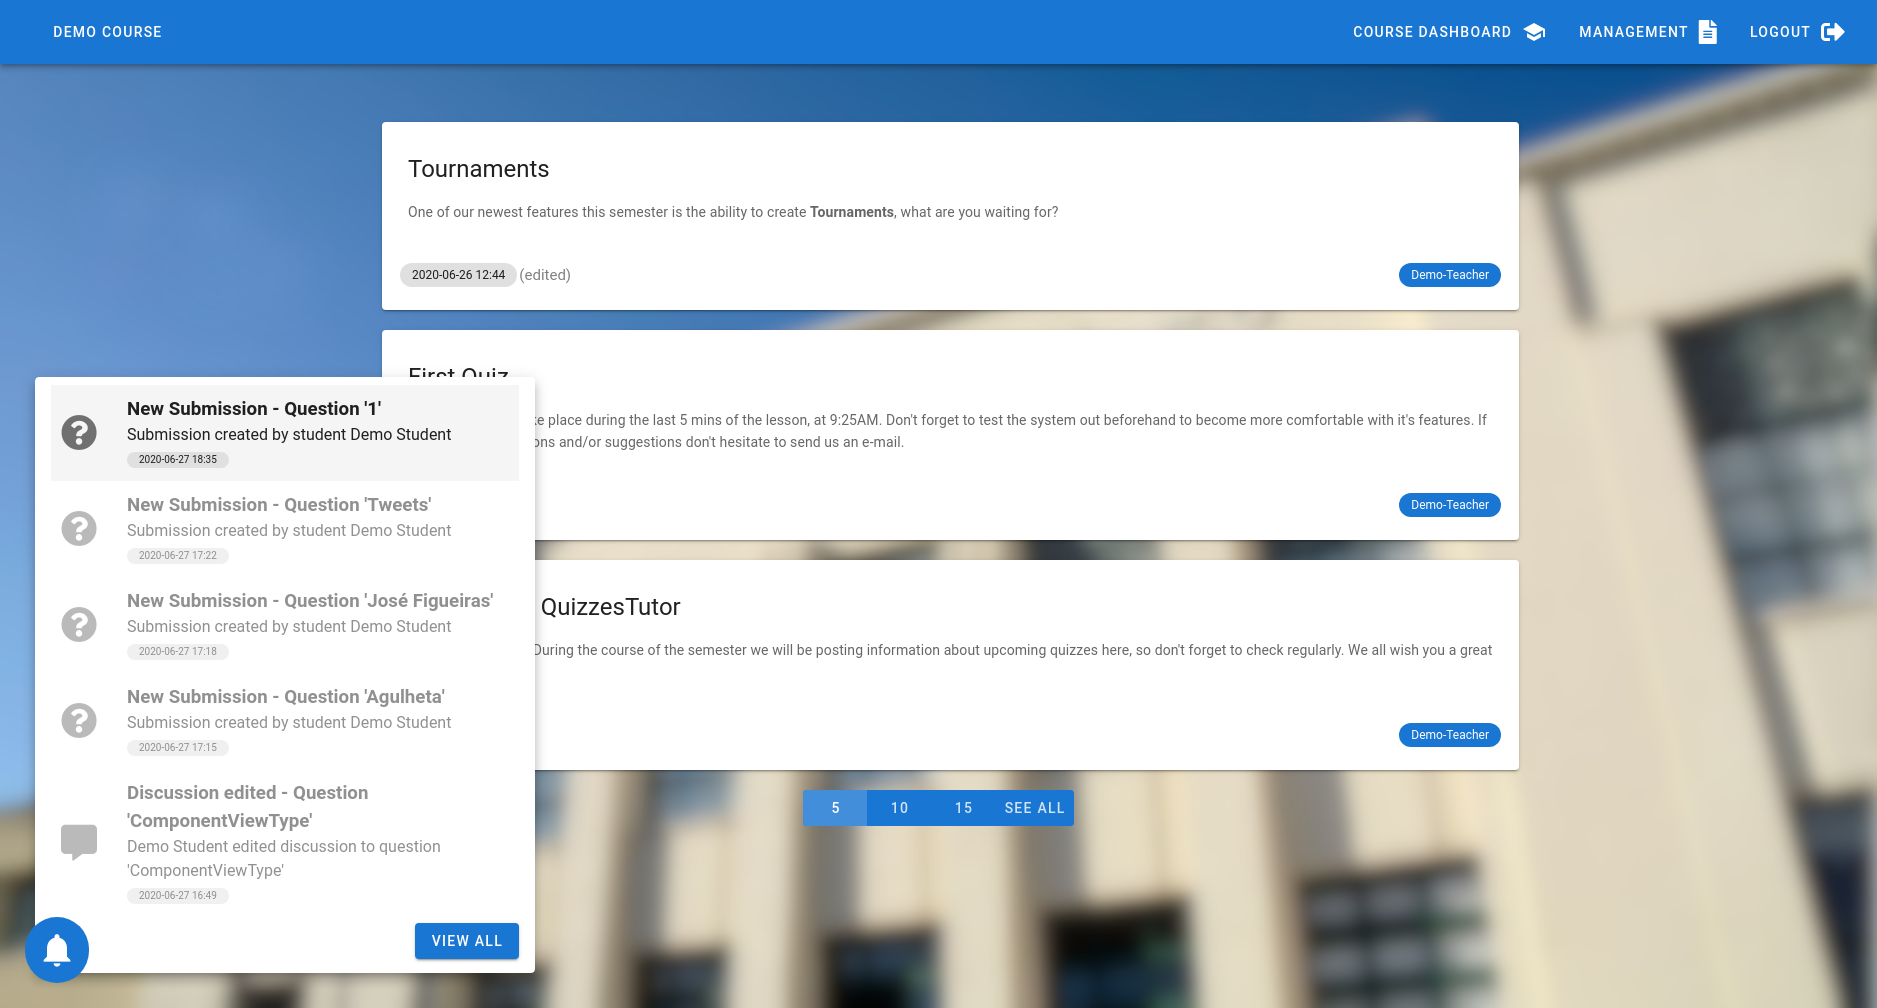 DEMO COURSE
COURSE DASHBOARD
MANAGEMENT
LOGOUT
Tournaments
One of our newest features this semester is the ability to create Tournaments, what are you waiting for?
2020-06-26 12:44 (edited)
Demo-Teacher
First Quiz
place during the last 5 mins of the lesson, at 9:25AM. Don't forget to test the system out beforehand to become more comfortable with it's features. If
and/or suggestions don't hesitate to send us an e-mail.
Demo-Teacher
QuizzesTutor
During the course of the semester we will be posting information about upcoming quizzes here, so don't forget to check regularly. We all wish you a great
Demo-Teacher
5
10
15
SEE ALL
New Submission - Question '1'
Submission created by student Demo Student
2020-06-27 18:35
New Submission - Question 'Tweets'
Submission created by student Demo Student
2020-06-27 17:22
New Submission - Question 'José Figueiras'
Submission created by student Demo Student
2020-06-27 17:18
New Submission - Question 'Agulheta'
Submission created by student Demo Student
2020-06-27 17:15
Discussion edited - Question
'ComponentViewType'
Demo Student edited discussion to question
'ComponentViewType'
2020-06-27 16:49
VIEW ALL